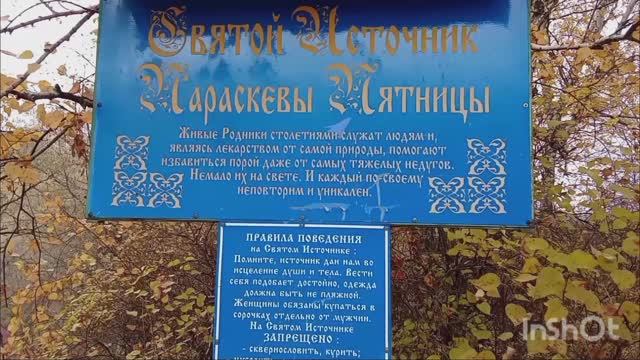 Святой Источник
Параскевы Пятницы
Живые Родники столетиями служат людям и,
являясь лекарством от самой природы, помогают
избавиться порой даже от самых тяжелых недугов.
Немало их на свете. И каждый по своему
неповторим и уникален.
Правила поведения
на Святом Источнике :
Помните, источник дан нам во
исцеление души и тела. Вести
себя подобает достойно, одежда
должна быть не пляжной.
Женщины обязаны купаться в
сорочках отдельно от мужчин.
На Святом Источнике
ЗАПРЕЩЕНО :
- сквернословить, курить;
InShOt